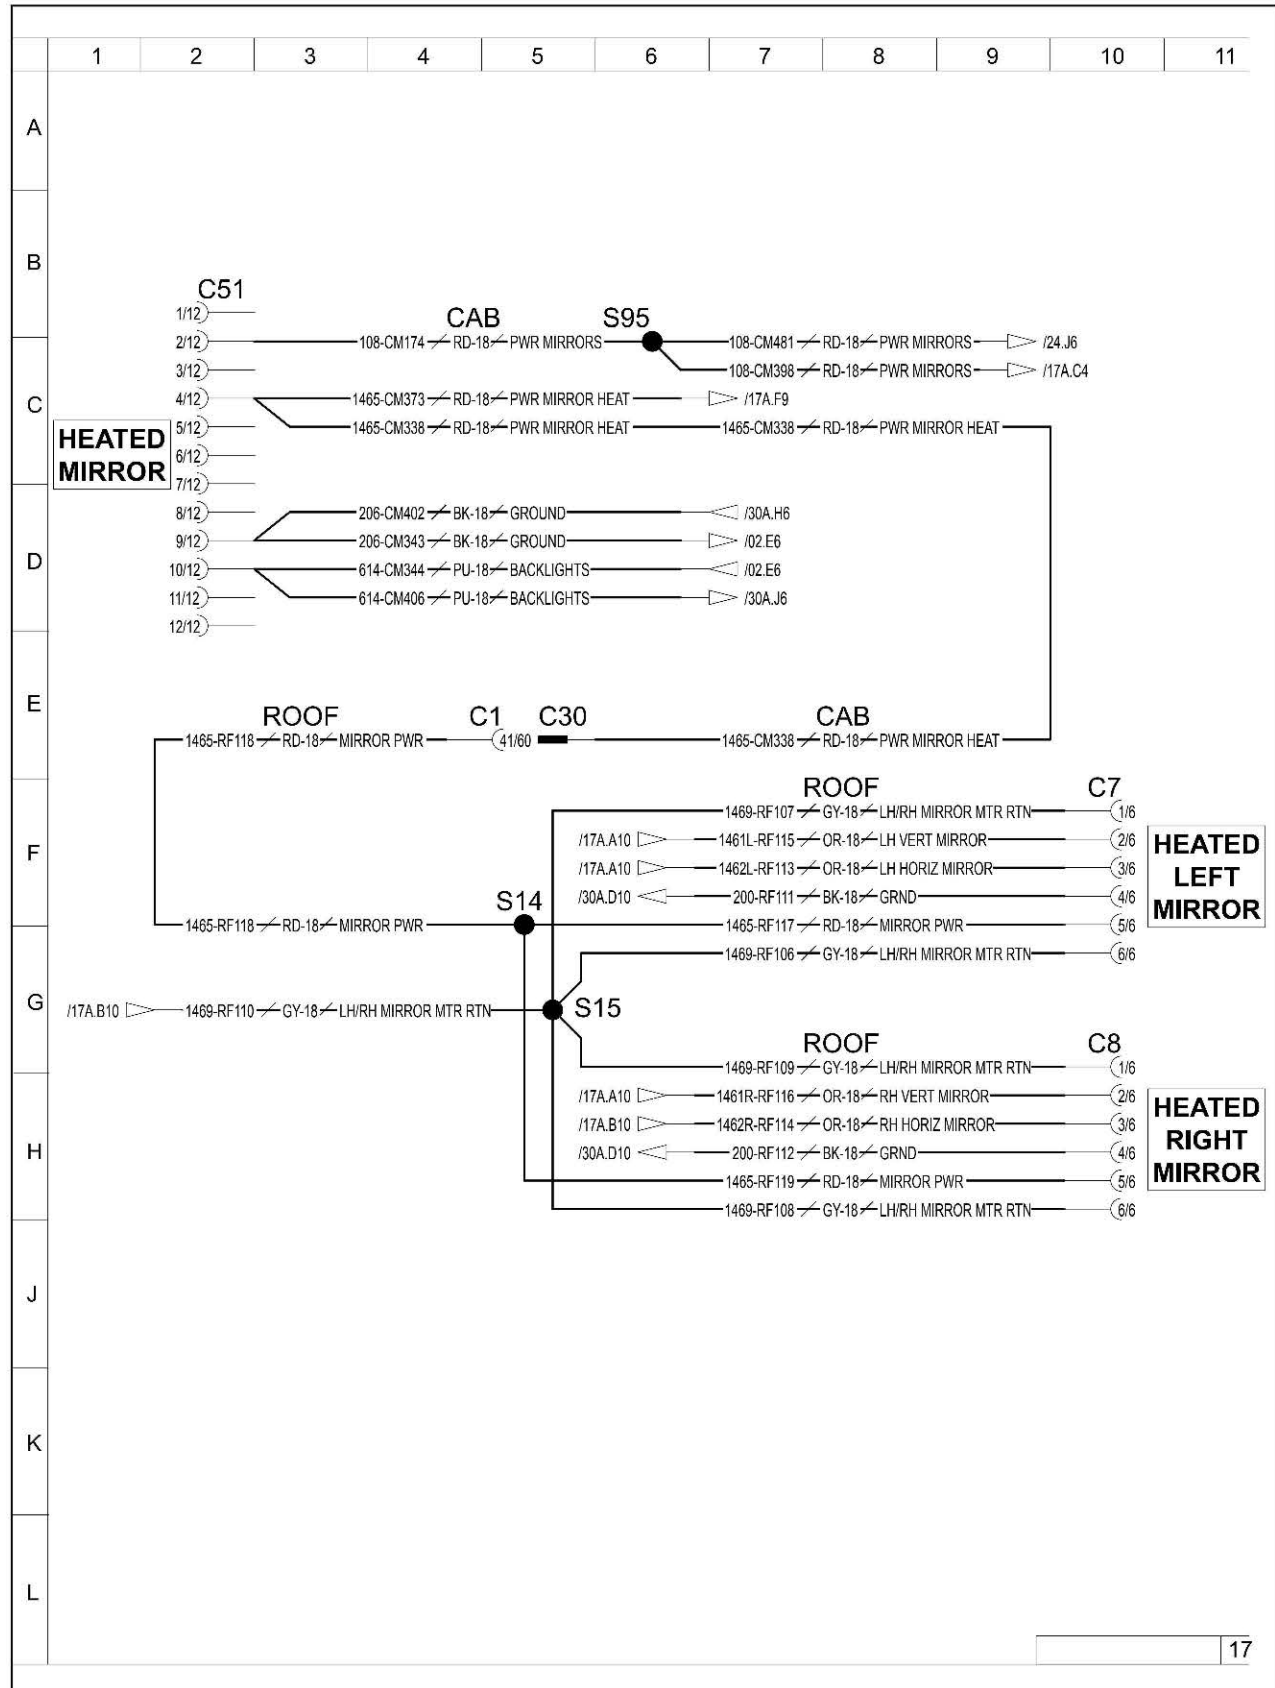 1 2 3 4 5 6 7 8 9 10 11
A
B
C51
1/12
CAB S95
2/12 108-CM174 RD-18 PWR MIRRORS 108-CM481 RD-18 PWR MIRRORS /24.J6
3/12 108-CM398 RD-18 PWR MIRRORS /17A.C4
C
4/12 1465-CM373 RD-18 PWR MIRROR HEAT /17A.F9
5/12 1465-CM338 RD-18 PWR MIRROR HEAT 1465-CM338 RD-18 PWR MIRROR HEAT
HEATED
MIRROR
6/12
7/12
8/12 206-CM402 BK-18 GROUND /30A.H6
9/12 206-CM343 BK-18 GROUND /02.E6
D
10/12 614-CM344 PU-18 BACKLIGHTS /02.E6
11/12 614-CM406 PU-18 BACKLIGHTS /30A.J6
12/12
E
ROOF C1 C30 CAB
1465-RF118 RD-18 MIRROR PWR 41/60 1465-CM338 RD-18 PWR MIRROR HEAT
ROOF C7
1469-RF107 GY-18 LH/RH MIRROR MTR RTN 1/6
F
/17A.A10 1461L-RF115 OR-18 LH VERT MIRROR 2/6
/17A.A10 1462L-RF113 OR-18 LH HORIZ MIRROR 3/6
/30A.D10 200-RF111 BK-18 GRND 4/6
HEATED
LEFT
MIRROR
S14
1465-RF118 RD-18 MIRROR PWR 1465-RF117 RD-18 MIRROR PWR 5/6
1469-RF106 GY-18 LH/RH MIRROR MTR RTN 6/6
G
/17A.B10 1469-RF110 GY-18 LH/RH MIRROR MTR RTN S15
ROOF C8
1469-RF109 GY-18 LH/RH MIRROR MTR RTN 1/6
/17A.A10 1461R-RF116 OR-18 RH VERT MIRROR 2/6
/17A.B10 1462R-RF114 OR-18 RH HORIZ MIRROR 3/6
H
/30A.D10 200-RF112 BK-18 GRND 4/6
1465-RF119 RD-18 MIRROR PWR 5/6
1469-RF108 GY-18 LH/RH MIRROR MTR RTN 6/6
HEATED
RIGHT
MIRROR
J
K
L
17